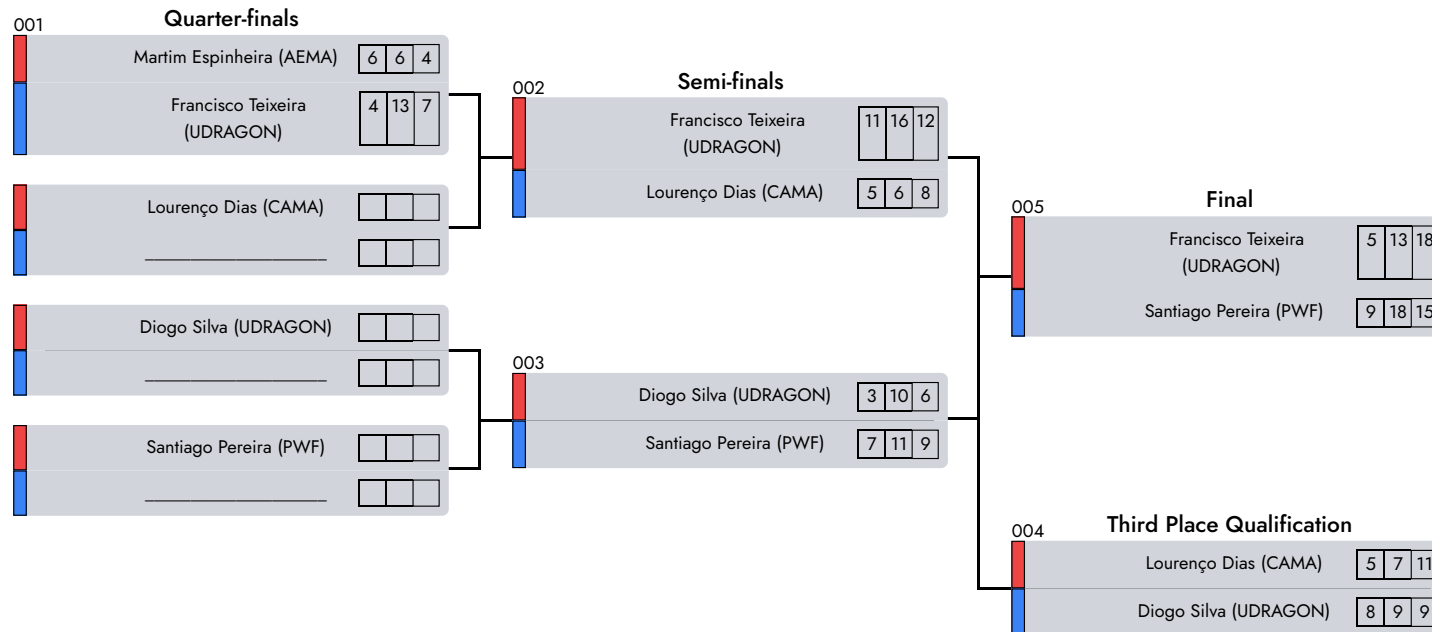 Quarter-finals
001
Martim Espinheira (AEMA) 6 6 4
Francisco Teixeira
(UDRAGON) 4 13 7
Lourenço Dias (CAMA)
Diogo Silva (UDRAGON)
Santiago Pereira (PWF)
Semi-finals
002
Francisco Teixeira
(UDRAGON) 11 16 12
Lourenço Dias (CAMA) 5 6 8
003
Diogo Silva (UDRAGON) 3 10 6
Santiago Pereira (PWF) 7 11 9
Final
005
Francisco Teixeira
(UDRAGON) 5 13 18
Santiago Pereira (PWF) 9 18 15
Third Place Qualification
004
Lourenço Dias (CAMA) 5 7 11
Diogo Silva (UDRAGON) 8 9 9